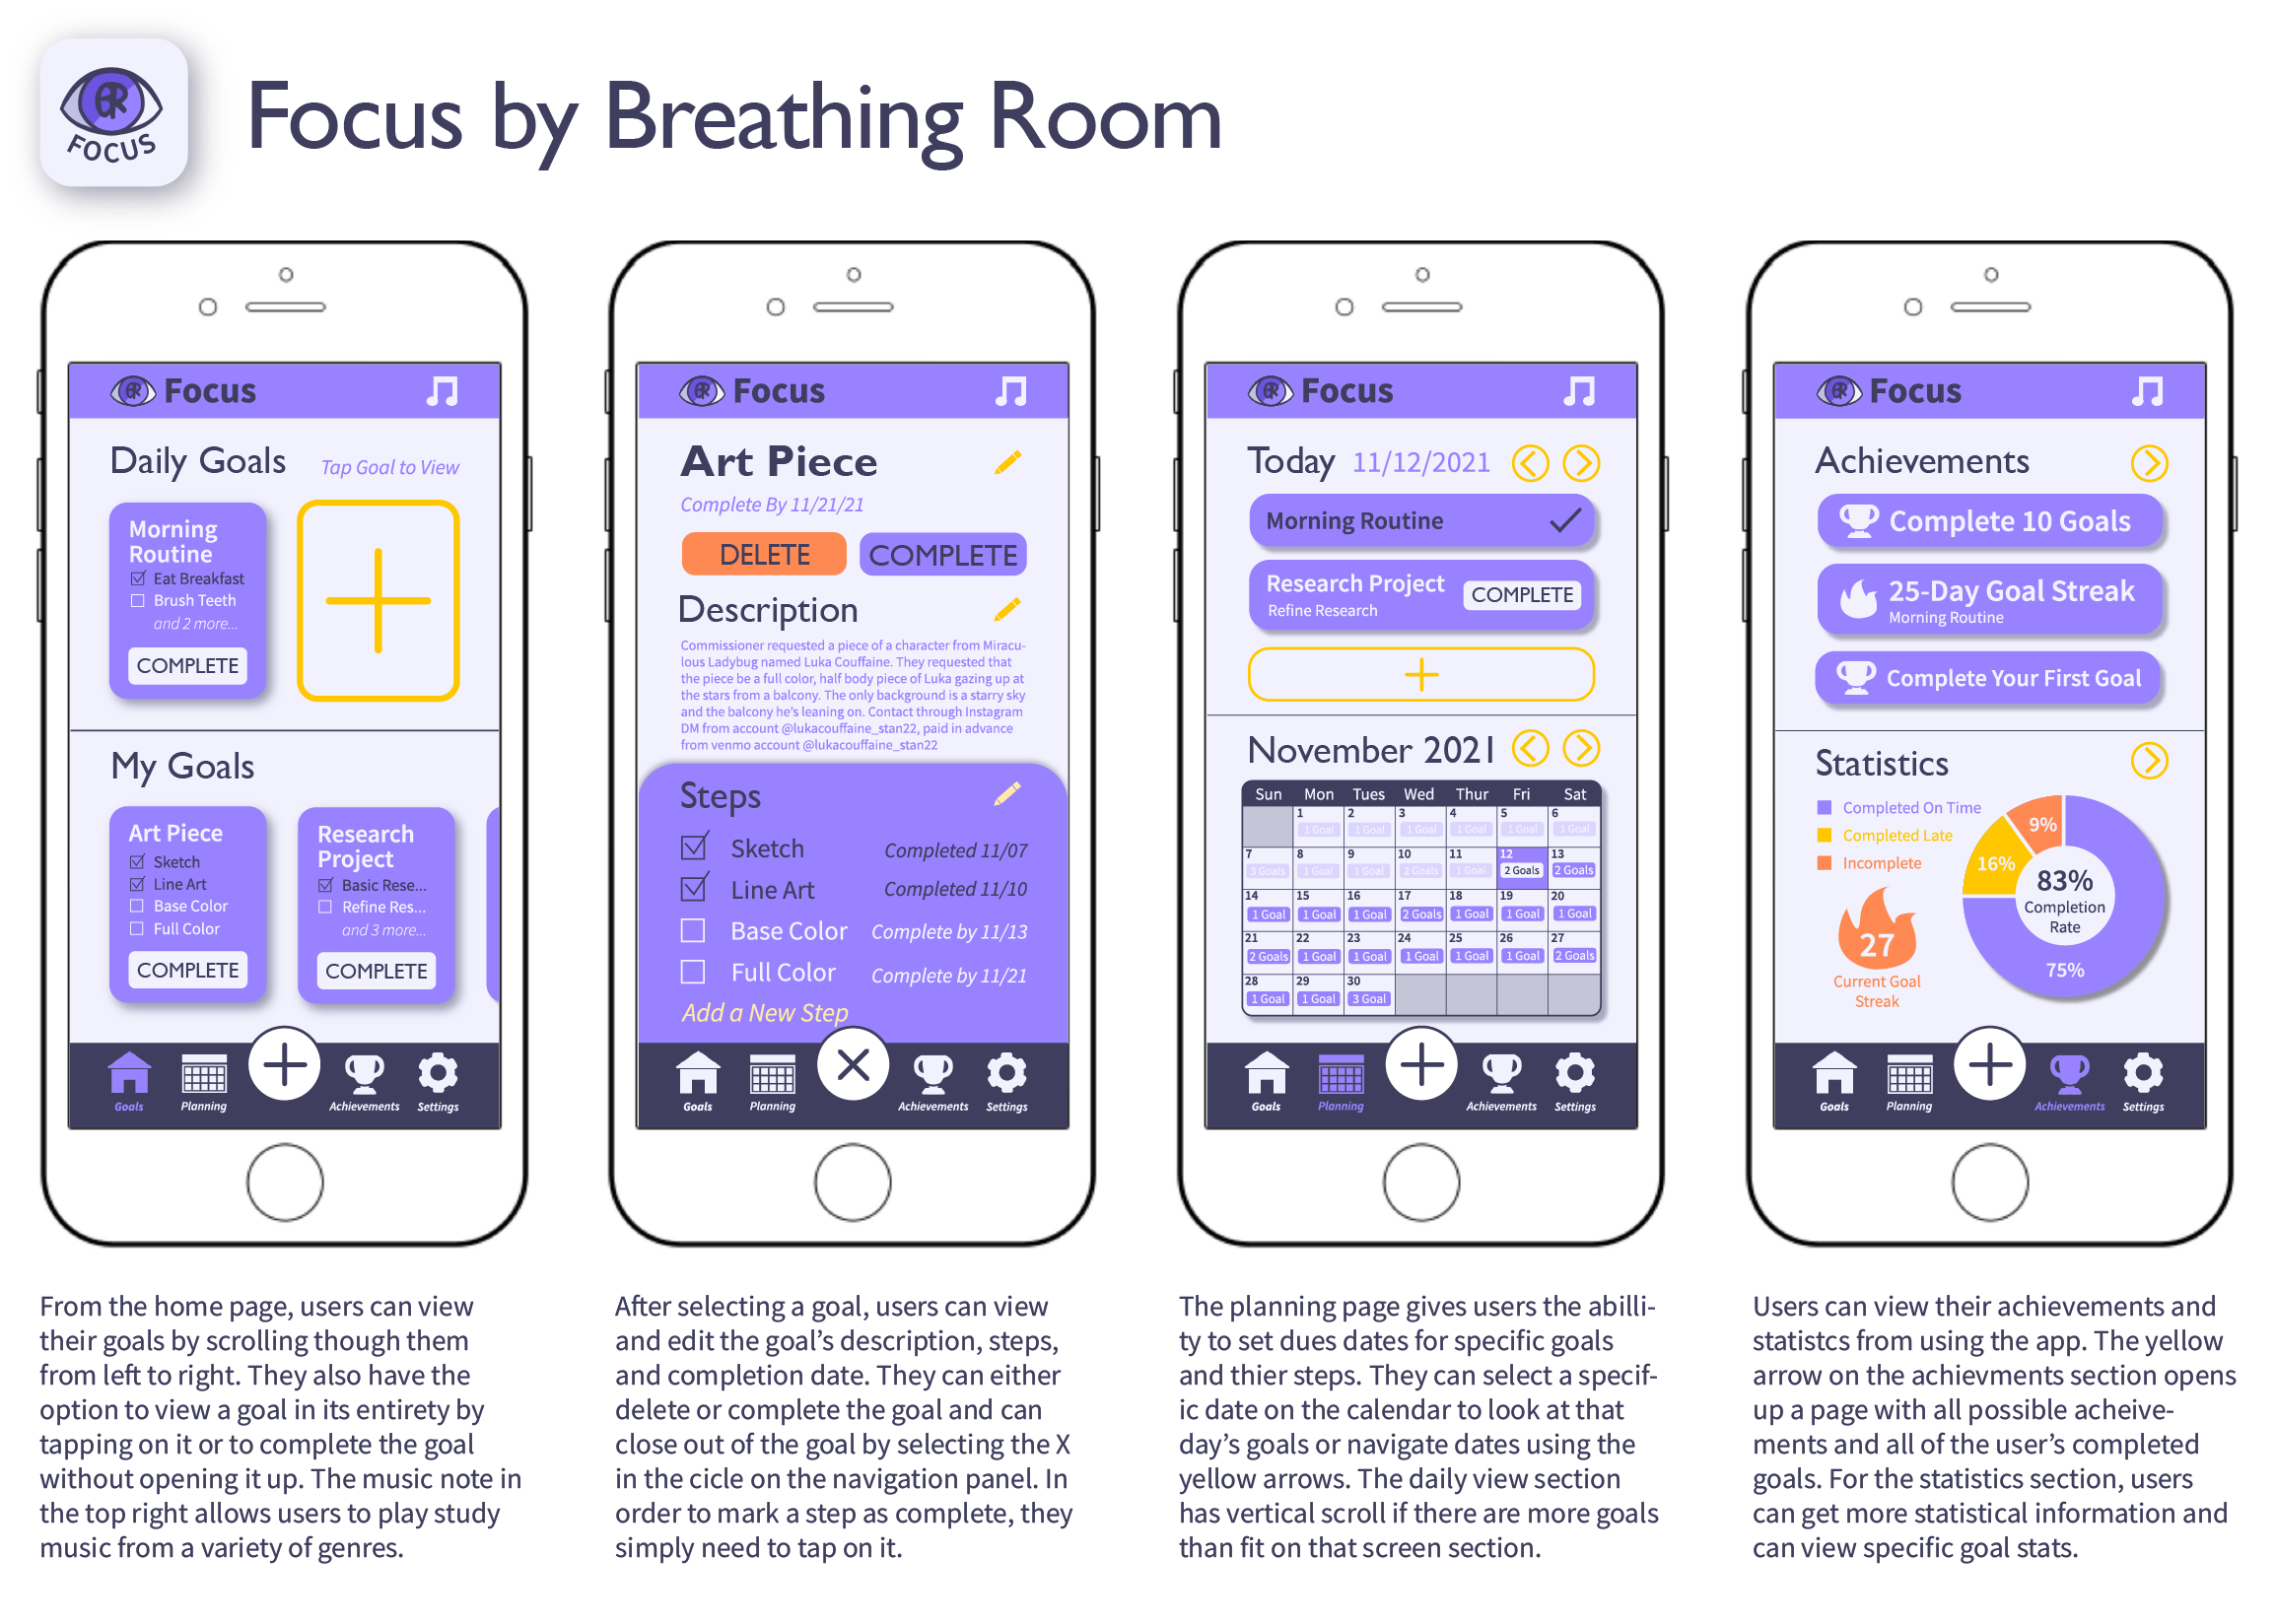 BR
FOCUS
Focus by Breathing Room
BR Focus
Daily Goals
Tap Goal to View
Morning
Routine
Eat Breakfast
Brush Teeth
and 2 more...
COMPLETE
My Goals
Art Piece
Sketch
Line Art
Base Color
Full Color
COMPLETE
Research
Project
Basic Rese...
Refine Res...
and 3 more...
COMPLETE
Goals
Planning
Achievements
Settings
BR Focus
Art Piece
Complete By 11/21/21
DELETE
COMPLETE
Description
Commissioner requested a piece of a character from Miracu-
lous Ladybug named Luka Couffaine. They requested that
the piece be a full color, half body piece of Luka gazing up at
the stars from a balcony. The only background is a starry sky
and the balcony he's leaning on. Contact through Instagram
DM from account @lukacouffaine_stan22, paid in advance
from venmo account @lukacouffaine_stan22
Steps
Sketch Completed 11/07
Line Art Completed 11/10
Base Color Complete by 11/13
Full Color Complete by 11/21
Add a New Step
Goals
Planning
Achievements
Settings
BR Focus
Today 11/12/2021
Morning Routine
Research Project
Refine Research
COMPLETE
November 2021
Sun Mon Tues Wed Thur Fri Sat
1 2 3 4 5 6
1 Goal 1 Goal 1 Goal 1 Goal 1 Goal 1 Goal
7 8 9 10 11 12 13
3 Goals 1 Goal 1 Goal 2 Goals 1 Goal 2 Goals 2 Goals
14 15 16 17 18 19 20
1 Goal 1 Goal 1 Goal 2 Goals 1 Goal 1 Goal 1 Goal
21 22 23 24 25 26 27
2 Goals 1 Goal 1 Goal 1 Goal 1 Goal 1 Goal 2 Goals
28 29 30
1 Goal 1 Goal 3 Goal
Goals
Planning
Achievements
Settings
BR Focus
Achievements
Complete 10 Goals
25-Day Goal Streak
Morning Routine
Complete Your First Goal
Statistics
Completed On Time
Completed Late
Incomplete
9%
16%
75%
83%
Completion
Rate
27
Current Goal
Streak
Goals
Planning
Achievements
Settings
From the home page, users can view
their goals by scrolling though them
from left to right. They also have the
option to view a goal in its entirety by
tapping on it or to complete the goal
without opening it up. The music note in
the top right allows users to play study
music from a variety of genres.
After selecting a goal, users can view
and edit the goal's description, steps,
and completion date. They can either
delete or complete the goal and can
close out of the goal by selecting the X
in the cicle on the navigation panel. In
order to mark a step as complete, they
simply need to tap on it.
The planning page gives users the abilli-
ty to set dues dates for specific goals
and thier steps. They can select a specif-
ic date on the calendar to look at that
day's goals or navigate dates using the
yellow arrows. The daily view section
has vertical scroll if there are more goals
than fit on that screen section.
Users can view their achievements and
statistcs from using the app. The yellow
arrow on the achievments section opens
up a page with all possible acheive-
ments and all of the user's completed
goals. For the statistics section, users
can get more statistical information and
can view specific goal stats.